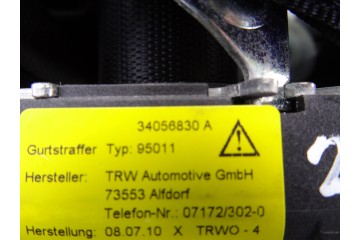 34056830 A
Gurtstraffer Typ: 95011
Hersteller: TRW Automotive GmbH
73553 Alfdorf
Telefon-Nr.: 07172/302-0
Herstellung: 08.07.10 X TRWO - 4
2